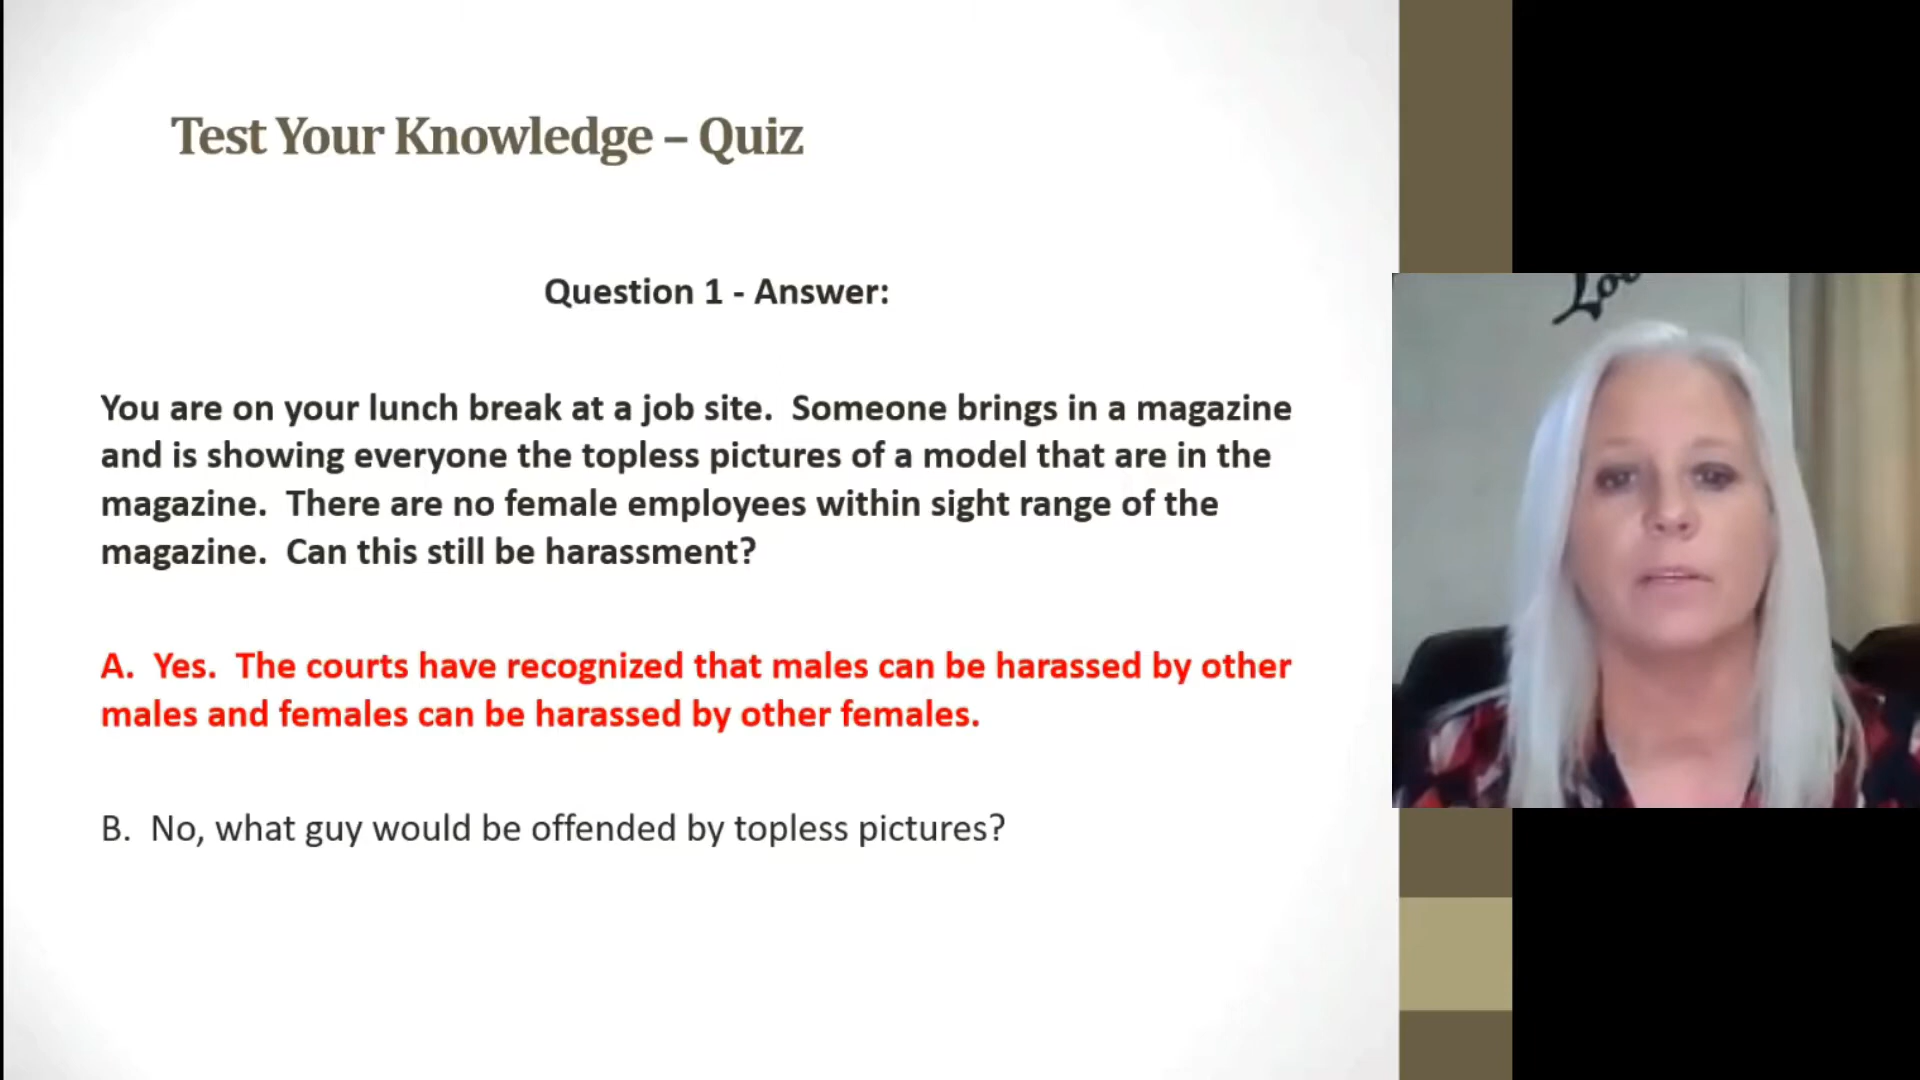 Test Your Knowledge – Quiz
Question 1 - Answer:
You are on your lunch break at a job site.  Someone brings in a magazine
and is showing everyone the topless pictures of a model that are in the
magazine.  There are no female employees within sight range of the
magazine.  Can this still be harassment?
A.  Yes.  The courts have recognized that males can be harassed by other
males and females can be harassed by other females.
B.  No, what guy would be offended by topless pictures?